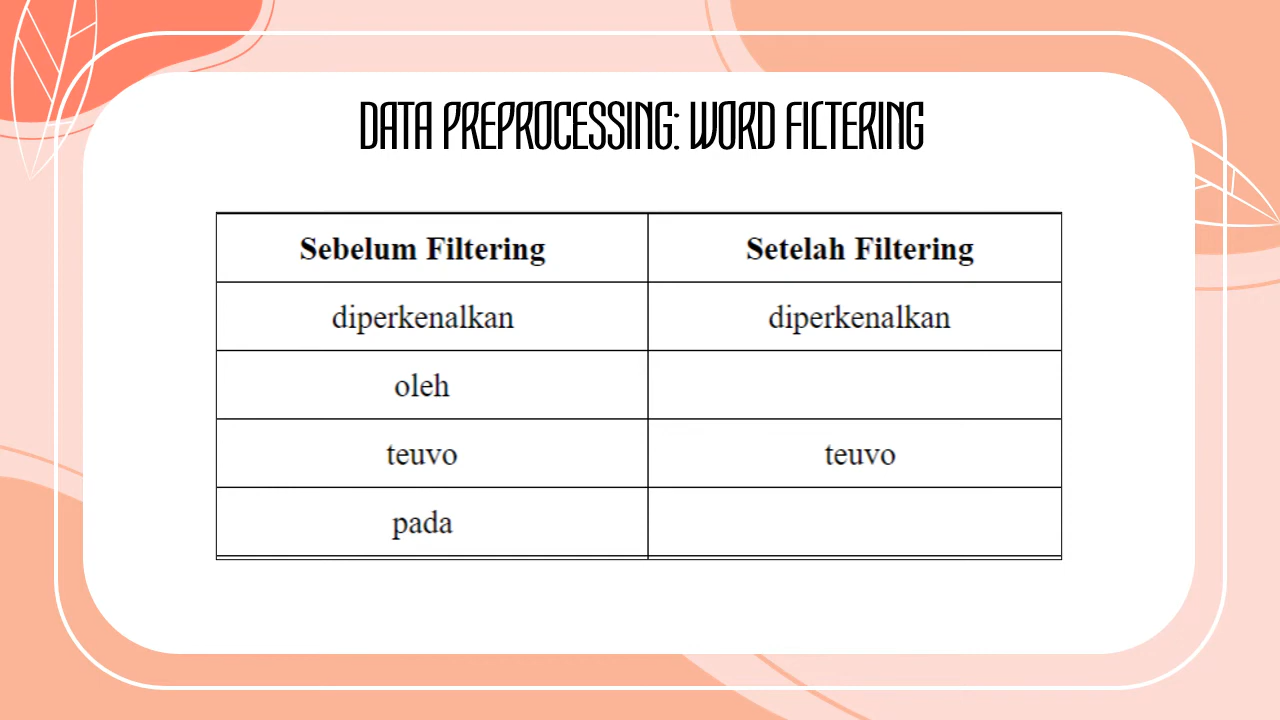 DATA PREPROCESSING: WORD FILTERING
Sebelum Filtering Setelah Filtering
diperkenalkan diperkenalkan
oleh
teuvo teuvo
pada